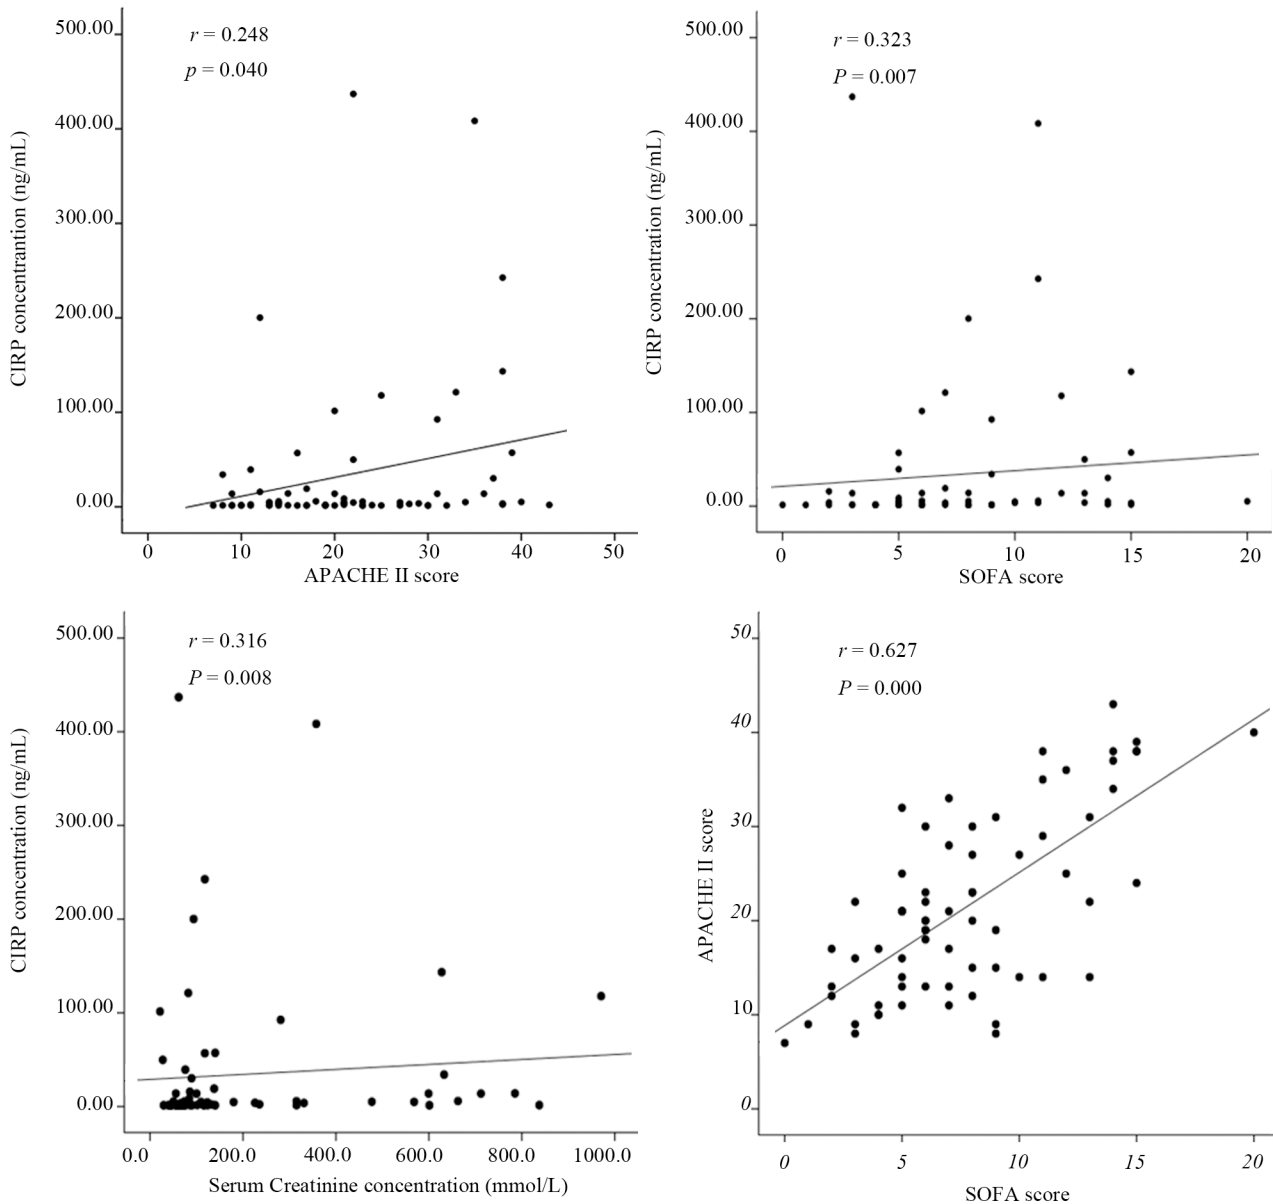 500.00
400.00
300.00
200.00
100.00
0.00
CIRP concentrantion (ng/mL)
r = 0.248
p = 0.040
0 10 20 30 40 50
APACHE II score
500.00
400.00
300.00
200.00
100.00
0.00
CIRP concentration (ng/mL)
r = 0.323
P = 0.007
0 5 10 15 20
SOFA score
500.00
400.00
300.00
200.00
100.00
0.00
CIRP concentration (ng/mL)
r = 0.316
P = 0.008
0.0 200.0 400.0 600.0 800.0 1000.0
Serum Creatinine concentration (mmol/L)
50
40
30
20
10
0
APACHE II score
r = 0.627
P = 0.000
0 5 10 15 20
SOFA score